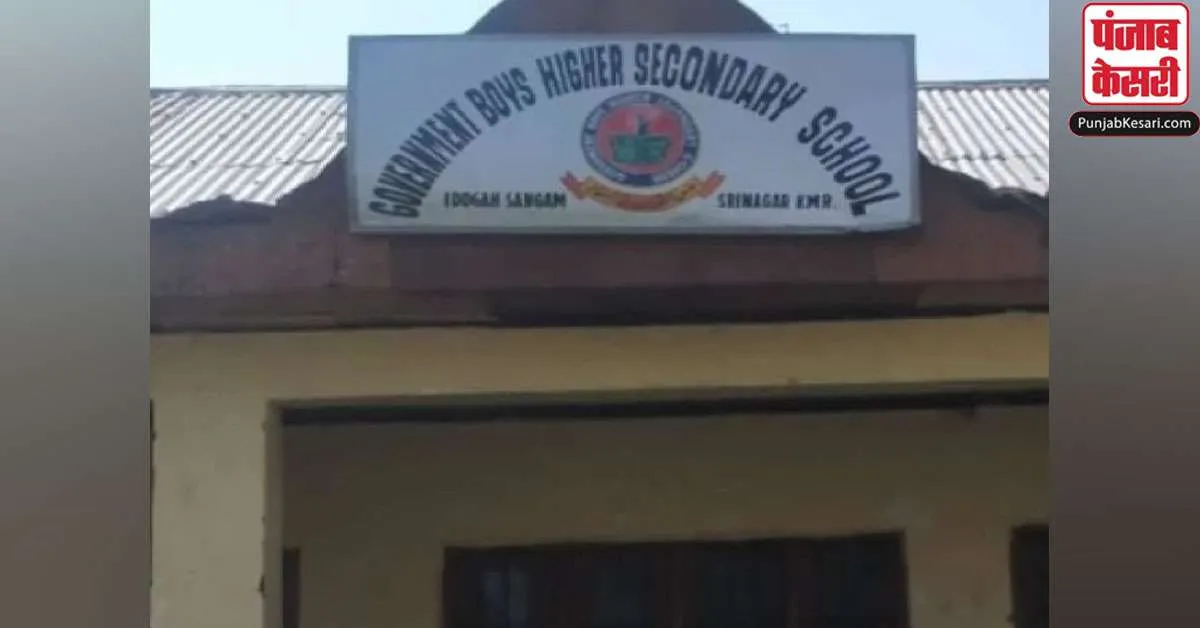 GOVERNMENT BOYS HIGHER SECONDARY SCHOOL
EDDGAH SANGAM
SRINAGAR KMR.
पंजाब
केसरी
PunjabKesari.com